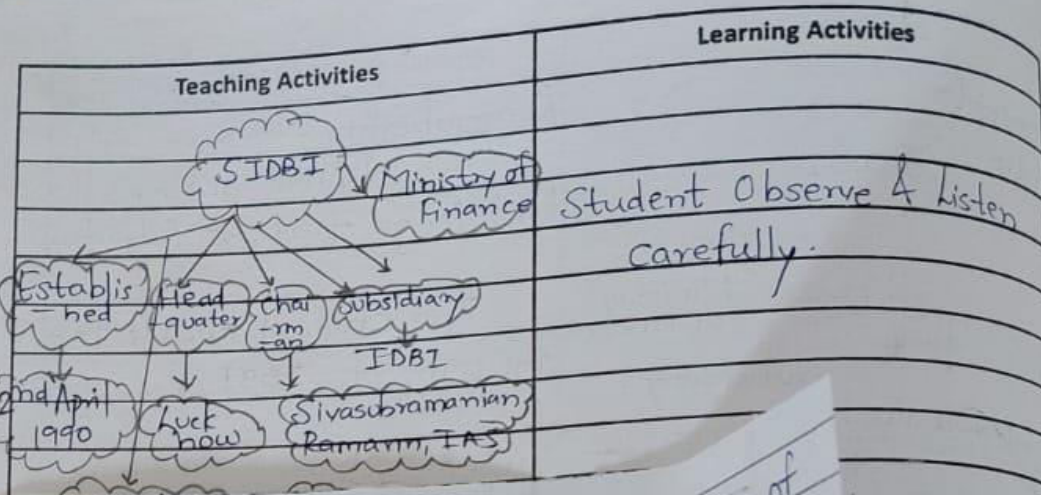 Teaching Activities
Learning Activities
SIDBI
Ministry of
Finance
Student Observe & Listen
carefully.
Establis
-hed
Head
-quater
Chai
-rm
-an
Subsidiary
IDBI
2nd April
1990
Luck
now
Sivasubramanian
Ramann, IAS
of